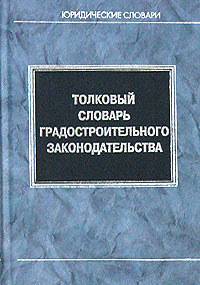 ЮРИДИЧЕСКИЕ СЛОВАРИ
ТОЛКОВЫЙ
СЛОВАРЬ
ГРАДОСТРОИТЕЛЬНОГО
ЗАКОНОДАТЕЛЬСТВА